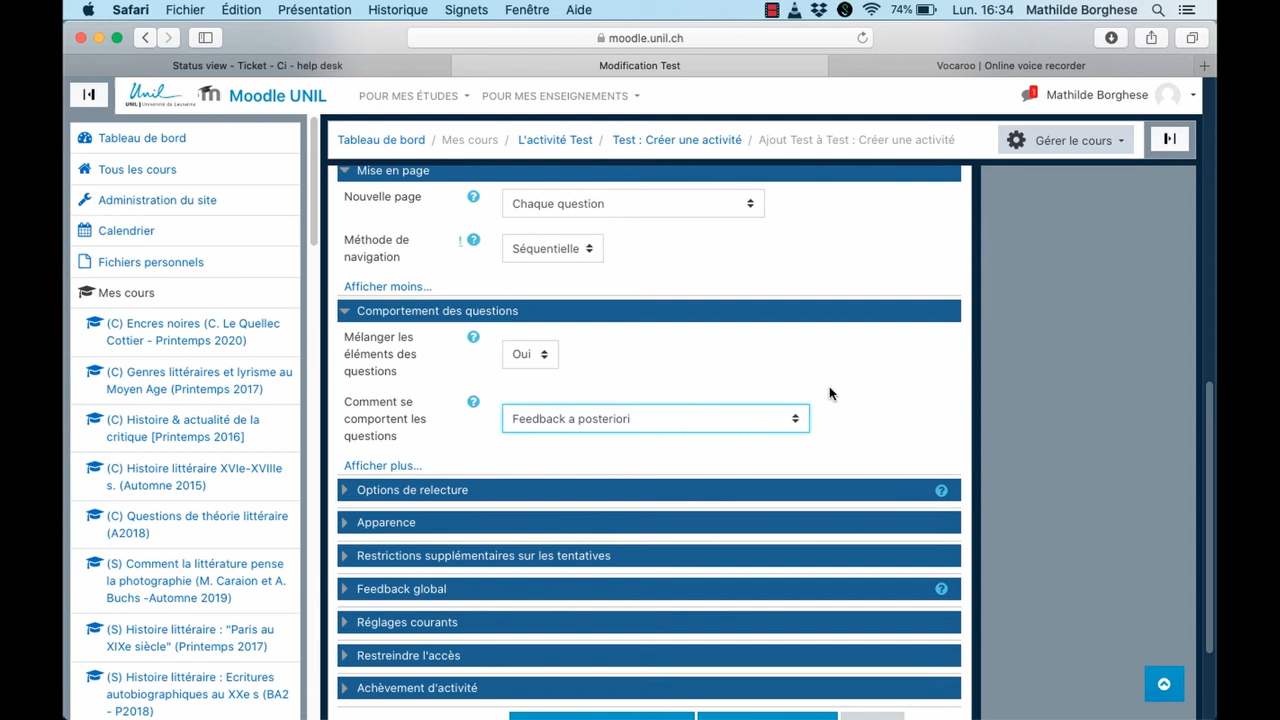 Safari Fichier Édition Présentation Historique Signets Fenêtre Aide 74% Lun. 16:34 Mathilde Borghese
moodle.unil.ch
Status view - Ticket - Ci - help desk Modification Test Vocaroo | Online voice recorder
Unil
UNIL | Université de Lausanne
Moodle UNIL POUR MES ÉTUDES POUR MES ENSEIGNEMENTS 1 Mathilde Borghese
Tableau de bord / Mes cours / L'activité Test / Test : Créer une activité / Ajout Test à Test : Créer une activité Gérer le cours
Tableau de bord
Tous les cours
Administration du site
Calendrier
Fichiers personnels
Mes cours
(C) Encres noires (C. Le Quellec
Cottier - Printemps 2020)
(C) Genres littéraires et lyrisme au
Moyen Age (Printemps 2017)
(C) Histoire & actualité de la
critique [Printemps 2016]
(C) Histoire littéraire XVIe-XVIIIe
s. (Automne 2015)
(C) Questions de théorie littéraire
(A2018)
(S) Comment la littérature pense
la photographie (M. Caraion et A.
Buchs -Automne 2019)
(S) Histoire littéraire : "Paris au
XIXe siècle" (Printemps 2017)
(S) Histoire littéraire : Ecritures
autobiographiques au XXe s (BA2
- P2018)
Mise en page
Nouvelle page ? Chaque question
Méthode de
navigation
! ? Séquentielle
Afficher moins...
Comportement des questions
Mélanger les
éléments des
questions
? Oui
Comment se
comportent les
questions
? Feedback a posteriori
Afficher plus...
Options de relecture ?
Apparence
Restrictions supplémentaires sur les tentatives
Feedback global ?
Réglages courants
Restreindre l'accès
Achèvement d'activité